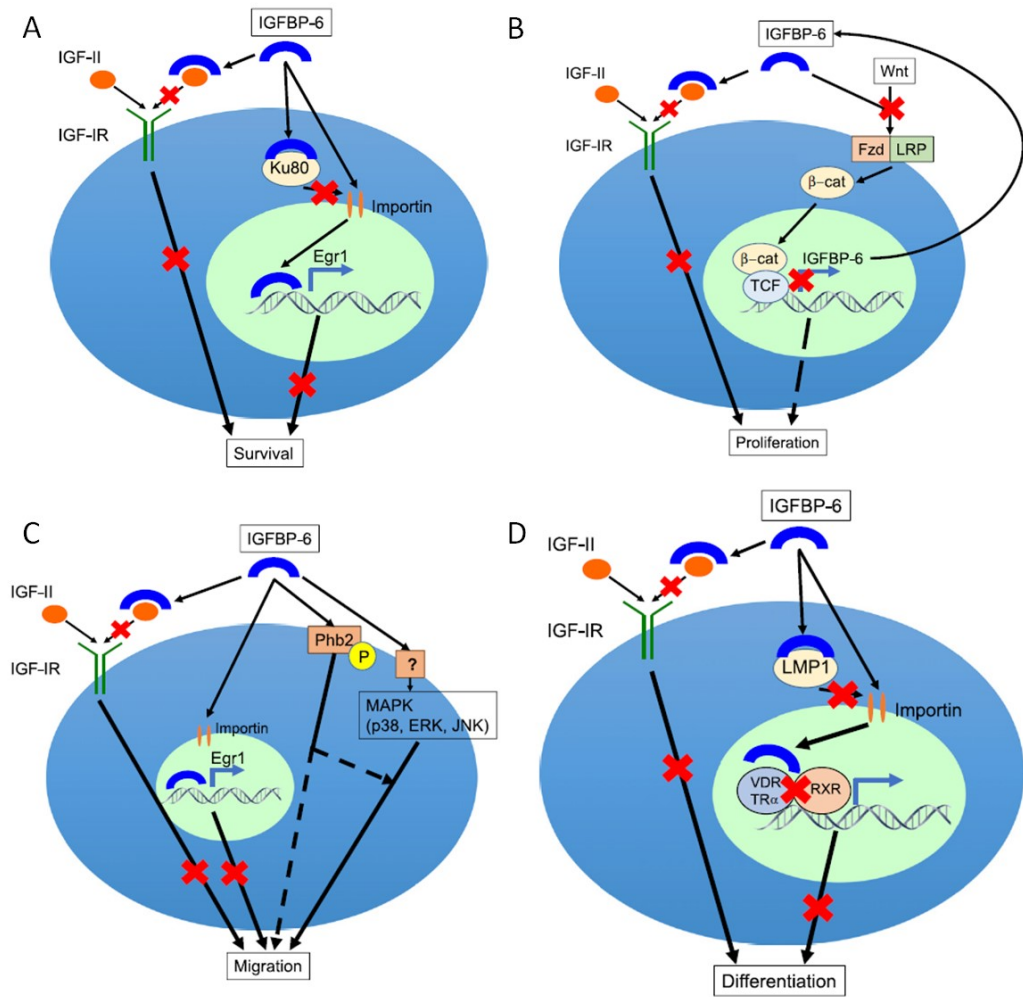 A
IGFBP-6
IGF-II
IGF-IR
Ku80
Importin
Egr1
Survival
B
IGFBP-6
IGF-II
Wnt
IGF-IR
Fzd
LRP
β-cat
β-cat
IGFBP-6
TCF
Proliferation
C
IGFBP-6
IGF-II
Phb2
P
IGF-IR
?
MAPK
(p38, ERK, JNK)
Importin
Egr1
Migration
D
IGFBP-6
IGF-II
IGF-IR
LMP1
Importin
VDR
TRα
RXR
Differentiation